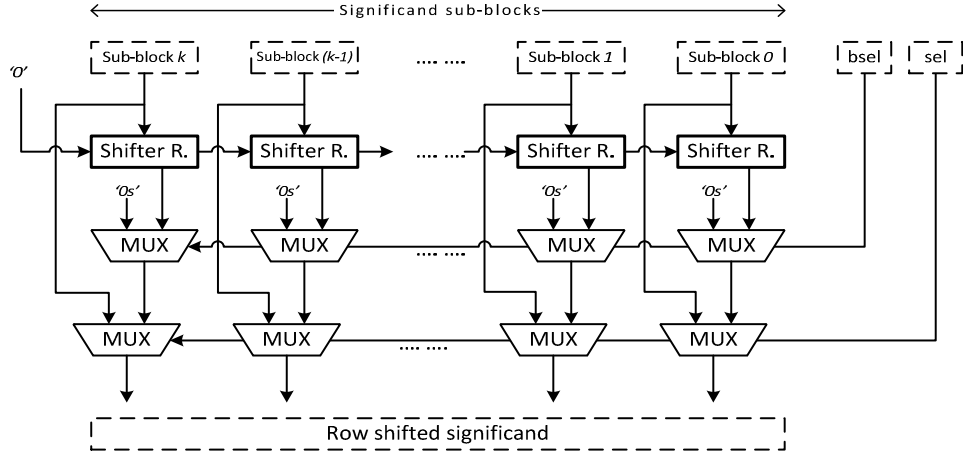 Significand sub-blocks
Sub-block k Sub-block (k-1) .... .... Sub-block 1 Sub-block 0 bsel sel
'0'
Shifter R. Shifter R. .... .... Shifter R. Shifter R.
'0s' '0s' '0s' '0s'
MUX MUX .... .... MUX MUX
MUX MUX .... .... MUX MUX
Row shifted significand